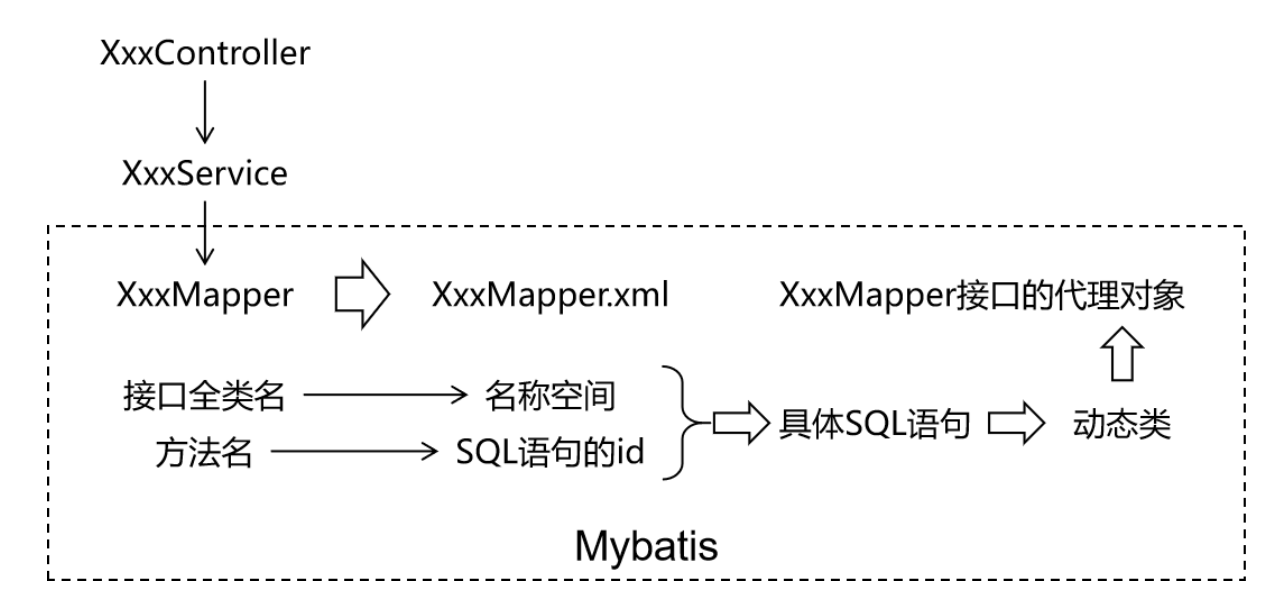 XxxController
XxxService
XxxMapper
XxxMapper.xml
XxxMapper接口的代理对象
接口全类名
名称空间
方法名
SQL语句的id
具体SQL语句
动态类
Mybatis